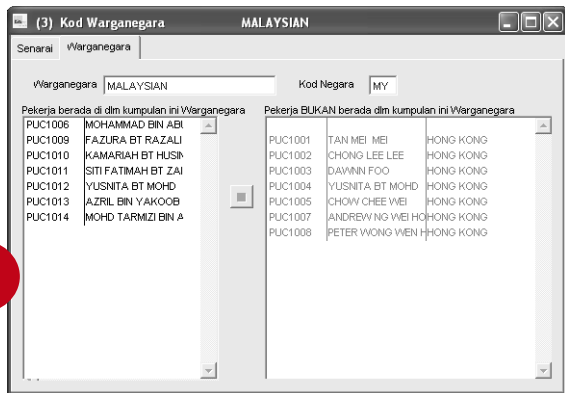 (3) Kod Warganegara MALAYSIAN
Senarai Warganegara
Warganegara MALAYSIAN Kod Negara MY
Pekerja berada di dlm kumpulan ini Warganegara Pekerja BUKAN berada dlm kumpulan ini Warganegara
PUC1006 MOHAMMAD BIN ABU
PUC1009 FAZURA BT RAZALI PUC1001 TAN MEI MEI HONG KONG
PUC1010 KAMARIAH BT HUSIN PUC1002 CHONG LEE LEE HONG KONG
PUC1011 SITI FATIMAH BT ZAI PUC1003 DAWNN FOO HONG KONG
PUC1012 YUSNITA BT MOHD PUC1004 YUSNITA BT MOHD HONG KONG
PUC1013 AZRIL BIN YAKOOB PUC1005 CHOW CHEE WEI HONG KONG
PUC1014 MOHD TARMIZI BIN A PUC1007 ANDREW NG WEI HO HONG KONG
PUC1008 PETER WONG WEN H HONG KONG